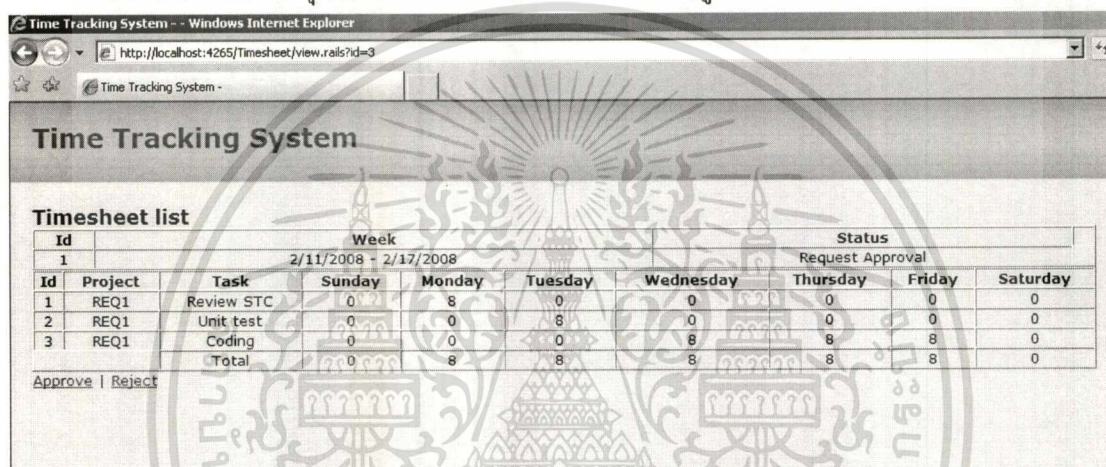 Time Tracking System - - Windows Internet Explorer
http://localhost:4265/Timesheet/view.rails?id=3
Time Tracking System -
Time Tracking System
Timesheet list
Id Week Status
1 2/11/2008 - 2/17/2008 Request Approval
Id Project Task Sunday Monday Tuesday Wednesday Thursday Friday Saturday
1 REQ1 Review STC 0 8 0 0 0 0 0
2 REQ1 Unit test 0 0 8 0 0 0 0
3 REQ1 Coding 0 0 0 8 8 8 0
Total 0 8 8 8 8 8 0
Approve | Reject